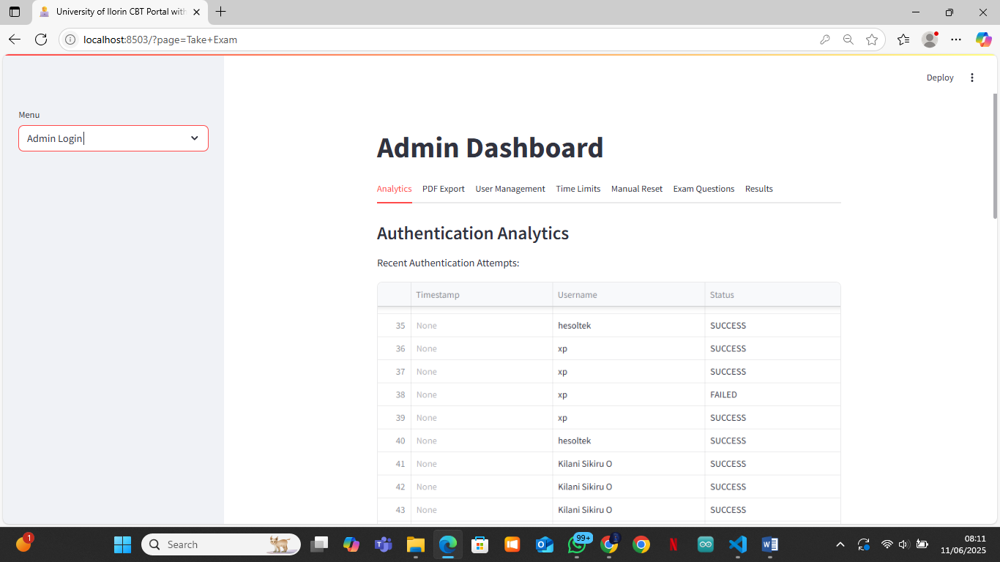 University of Ilorin CBT Portal with
localhost:8503/?page=Take+Exam
Deploy
Menu
Admin Login
Admin Dashboard
Analytics PDF Export User Management Time Limits Manual Reset Exam Questions Results
Authentication Analytics
Recent Authentication Attempts:
Timestamp Username Status
35 None hesoltek SUCCESS
36 None xp SUCCESS
37 None xp SUCCESS
38 None xp FAILED
39 None xp SUCCESS
40 None hesoltek SUCCESS
41 None Kilani Sikiru O SUCCESS
42 None Kilani Sikiru O SUCCESS
43 None Kilani Sikiru O SUCCESS
1
Search
99+
08:11
11/06/2025